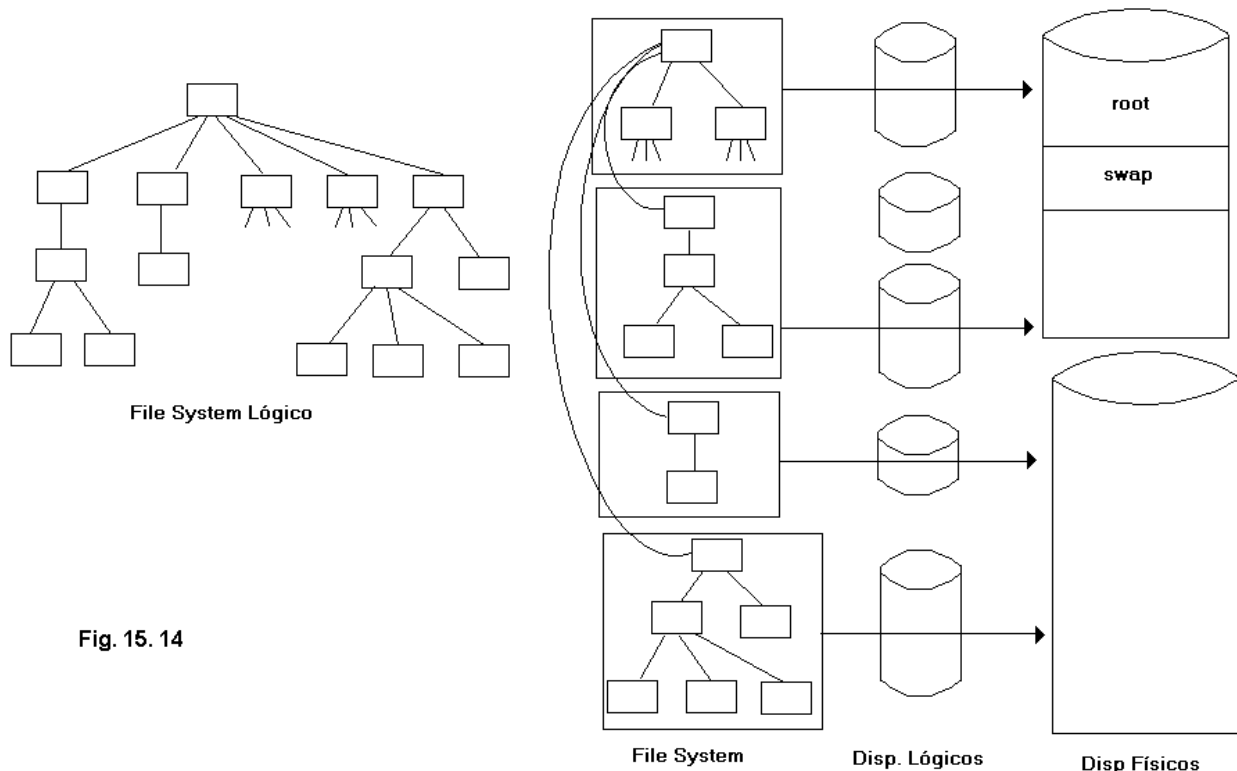 root
swap
File System Lógico
Fig. 15. 14
File System
Disp. Lógicos
Disp Físicos